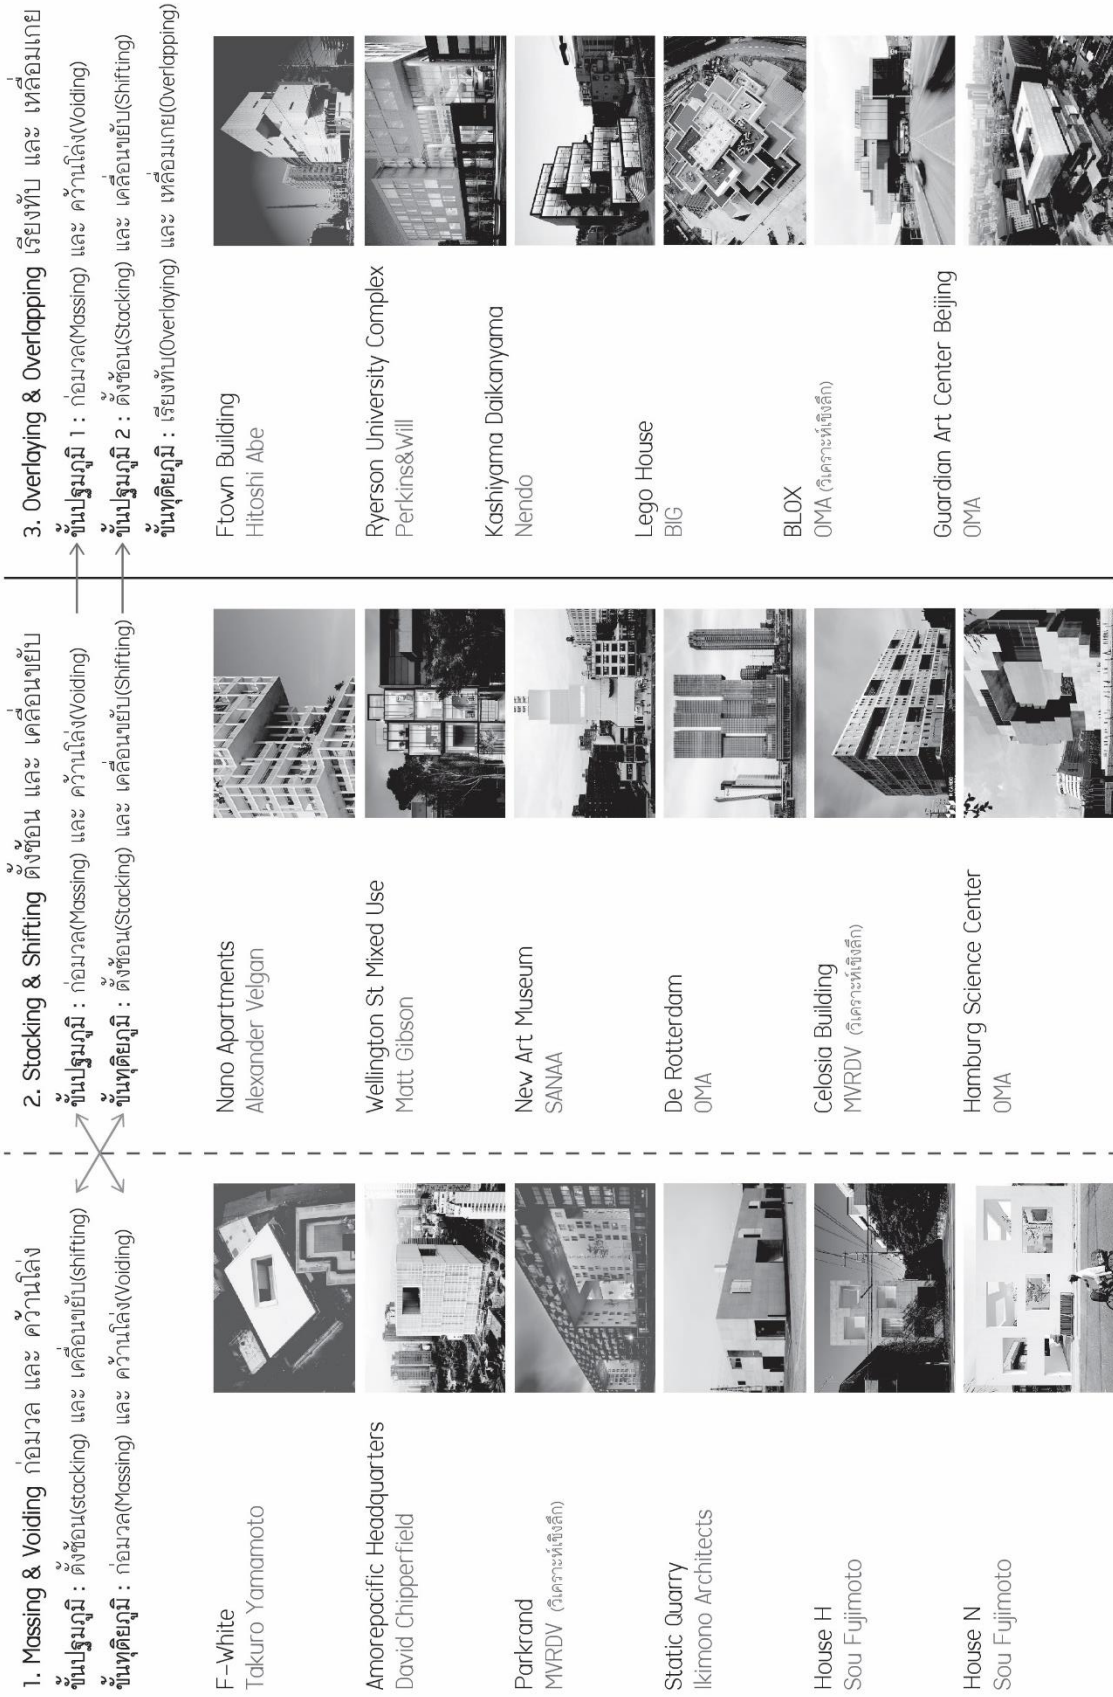 1. Massing & Voiding ก่อมวล และ คว้านโล่ง
ขั้นปฐมภูมิ : ตั้งซ้อน(stacking) และ เคลื่อนขยับ(shifting)
ขั้นทุติยภูมิ : ก่อมวล(Massing) และ คว้านโล่ง(Voiding)
F-White
Takuro Yamamoto
Amorepacific Headquarters
David Chipperfield
Parkrand
MVRDV (วิเคราะห์เชิงลึก)
Static Quarry
Ikimono Architects
House H
Sou Fujimoto
House N
Sou Fujimoto
2. Stacking & Shifting ตั้งซ้อน และ เคลื่อนขยับ
ขั้นปฐมภูมิ : ก่อมวล(Massing) และ คว้านโล่ง(Voiding)
ขั้นทุติยภูมิ : ตั้งซ้อน(Stacking) และ เคลื่อนขยับ(Shifting)
Nano Apartments
Alexander Velgan
Wellington St Mixed Use
Matt Gibson
New Art Museum
SANAA
De Rotterdam
OMA
Celosia Building
MVRDV (วิเคราะห์เชิงลึก)
Hamburg Science Center
OMA
3. Overlaying & Overlapping เรียงทับ และ เหลื่อมเกย
ขั้นปฐมภูมิ 1 : ก่อมวล(Massing) และ คว้านโล่ง(Voiding)
ขั้นปฐมภูมิ 2 : ตั้งซ้อน(Stacking) และ เคลื่อนขยับ(Shifting)
ขั้นทุติยภูมิ : เรียงทับ(Overlaying) และ เหลื่อมเกย(Overlapping)
Ftown Building
Hitoshi Abe
Ryerson University Complex
Perkins&Will
Kashiyama Daikanyama
Nendo
Lego House
BIG
BLOX
OMA (วิเคราะห์เชิงลึก)
Guardian Art Center Beijing
OMA